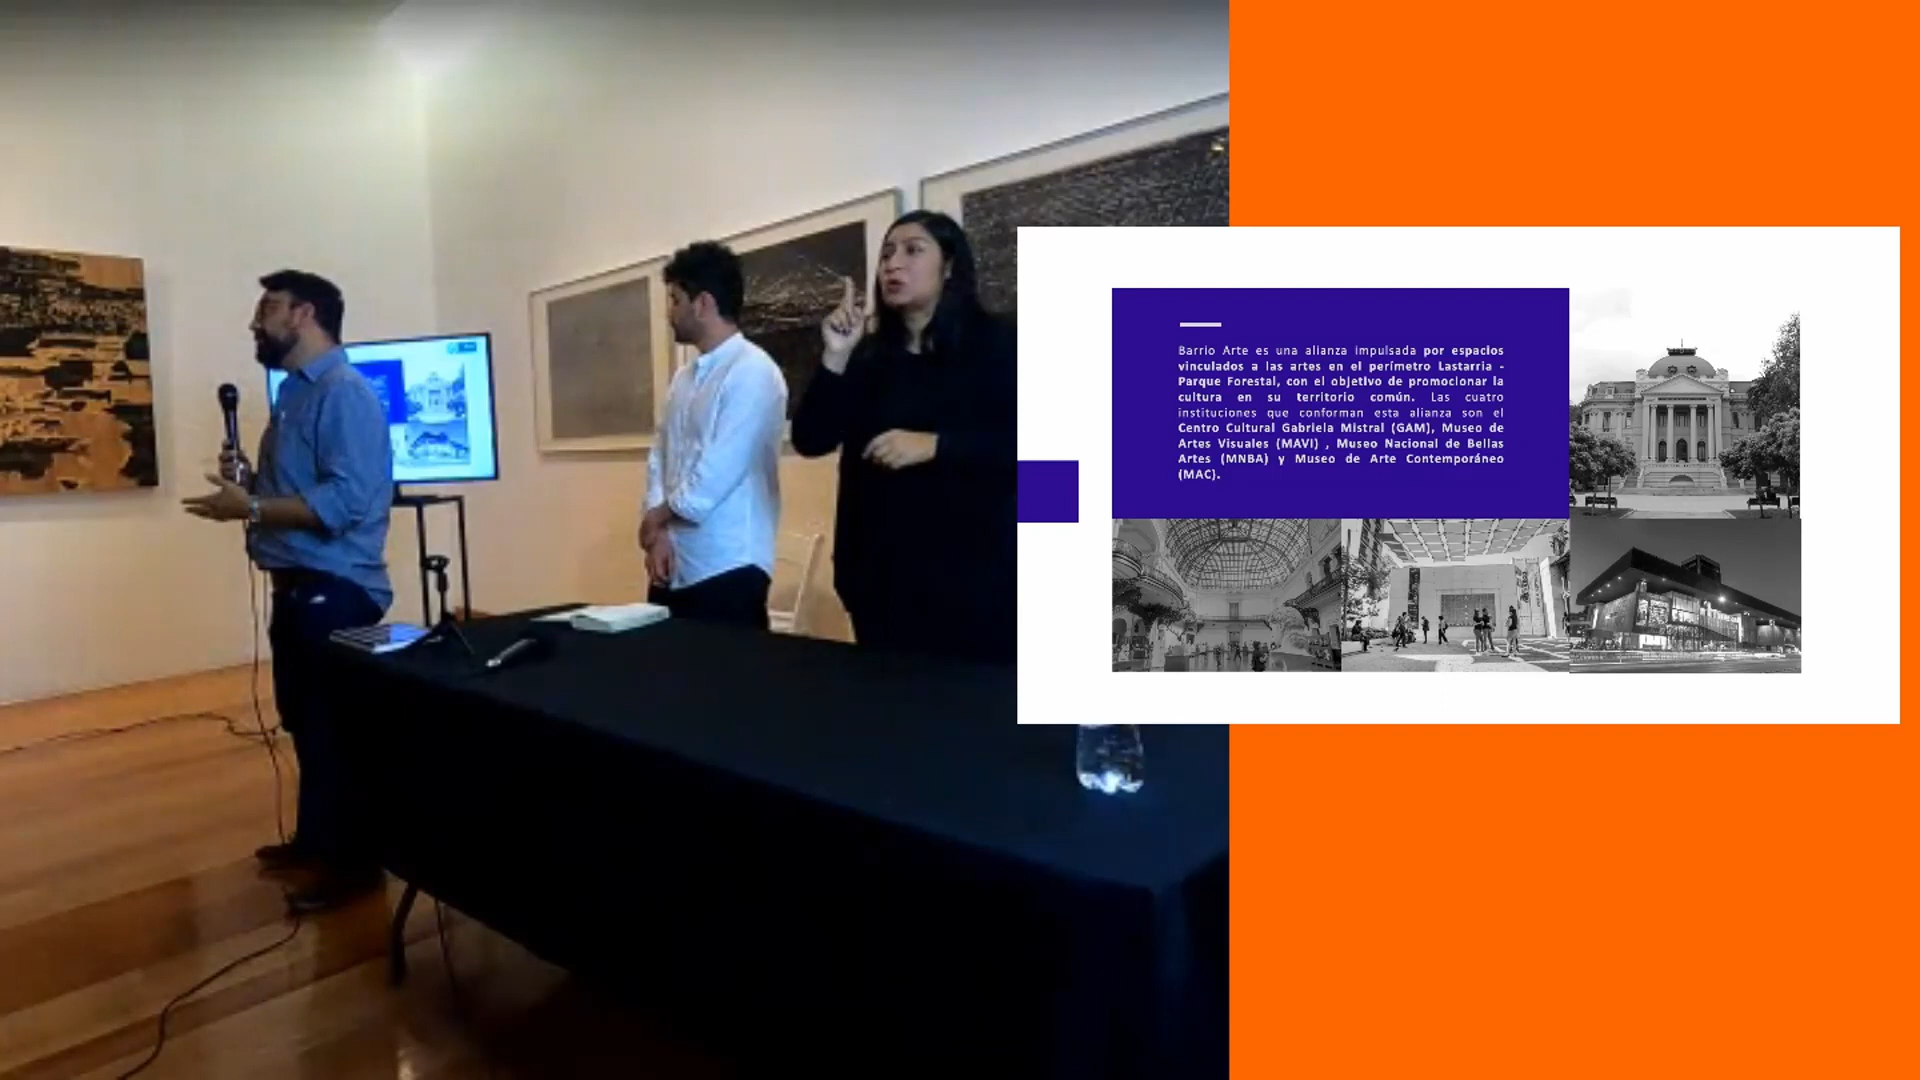 Barrio Arte es una alianza impulsada por espacios
vinculados a las artes en el perímetro Lastarria -
Parque Forestal, con el objetivo de promocionar la
cultura en su territorio común. Las cuatro
instituciones que conforman esta alianza son el
Centro Cultural Gabriela Mistral (GAM), Museo de
Artes Visuales (MAVI) , Museo Nacional de Bellas
Artes (MNBA) y Museo de Arte Contemporáneo
(MAC).